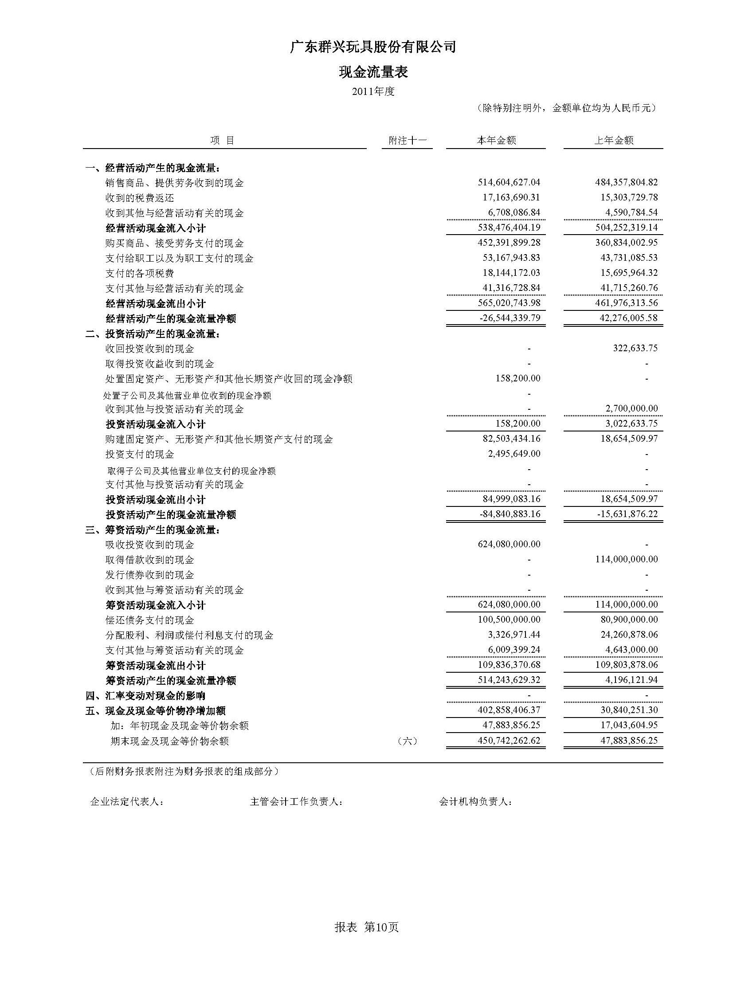 广东群兴玩具股份有限公司
现金流量表
2011年度
（除特别注明外，金额单位均为人民币元）
项 目 附注十一 本年金额 上年金额
一、经营活动产生的现金流量：
销售商品、提供劳务收到的现金 514,604,627.04 484,357,804.82
收到的税费返还 17,163,690.31 15,303,729.78
收到其他与经营活动有关的现金 6,708,086.84 4,590,784.54
经营活动现金流入小计 538,476,404.19 504,252,319.14
购买商品、接受劳务支付的现金 452,391,899.28 360,834,002.95
支付给职工以及为职工支付的现金 53,167,943.83 43,731,085.53
支付的各项税费 18,144,172.03 15,695,964.32
支付其他与经营活动有关的现金 41,316,728.84 41,715,260.76
经营活动现金流出小计 565,020,743.98 461,976,313.56
经营活动产生的现金流量净额 -26,544,339.79 42,276,005.58
二、投资活动产生的现金流量：
收回投资收到的现金 - 322,633.75
取得投资收益收到的现金 - -
处置固定资产、无形资产和其他长期资产收回的现金净额 158,200.00 -
处置子公司及其他营业单位收到的现金净额 -
收到其他与投资活动有关的现金 - 2,700,000.00
投资活动现金流入小计 158,200.00 3,022,633.75
购建固定资产、无形资产和其他长期资产支付的现金 82,503,434.16 18,654,509.97
投资支付的现金 2,495,649.00 -
取得子公司及其他营业单位支付的现金净额 - -
支付其他与投资活动有关的现金 - -
投资活动现金流出小计 84,999,083.16 18,654,509.97
投资活动产生的现金流量净额 -84,840,883.16 -15,631,876.22
三、筹资活动产生的现金流量：
吸收投资收到的现金 624,080,000.00 -
取得借款收到的现金 - 114,000,000.00
发行债券收到的现金 - -
收到其他与筹资活动有关的现金 - -
筹资活动现金流入小计 624,080,000.00 114,000,000.00
偿还债务支付的现金 100,500,000.00 80,900,000.00
分配股利、利润或偿付利息支付的现金 3,326,971.44 24,260,878.06
支付其他与筹资活动有关的现金 6,009,399.24 4,643,000.00
筹资活动现金流出小计 109,836,370.68 109,803,878.06
筹资活动产生的现金流量净额 514,243,629.32 4,196,121.94
四、汇率变动对现金的影响 - -
五、现金及现金等价物净增加额 402,858,406.37 30,840,251.30
加：年初现金及现金等价物余额 47,883,856.25 17,043,604.95
期末现金及现金等价物余额 （六） 450,742,262.62 47,883,856.25
（后附财务报表附注为财务报表的组成部分）
企业法定代表人： 主管会计工作负责人： 会计机构负责人：
报表 第10页